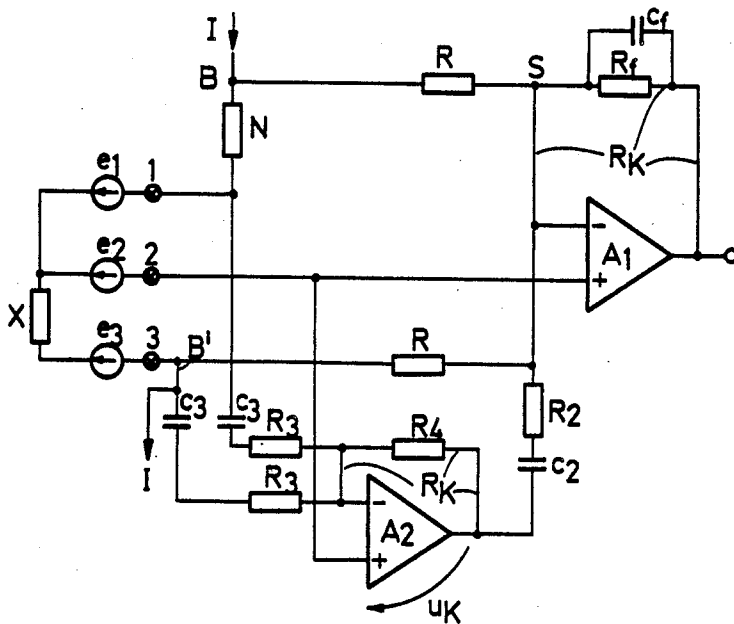 I
B
R
S
Cf
Rf
N
RK
e1
1
e2
2
A1
-
+
X
e3
3
B'
R
C3
C3
R3
R4
R2
I
R3
RK
C2
-
A2
+
uK